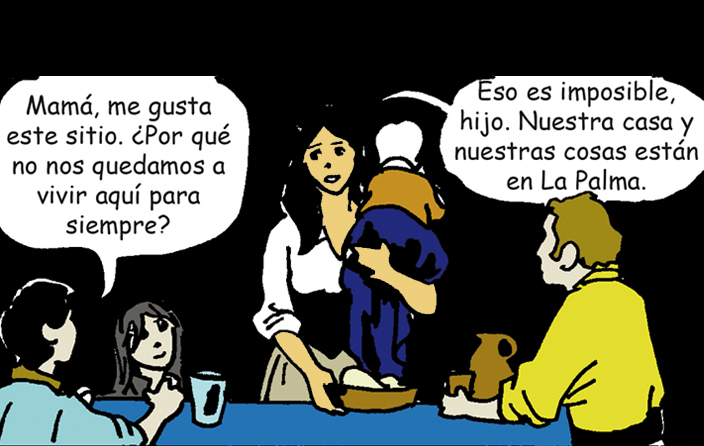 Mamá, me gusta
este sitio. ¿Por qué
no nos quedamos a
vivir aquí para
siempre?
Eso es imposible,
hijo. Nuestra casa y
nuestras cosas están
en La Palma.